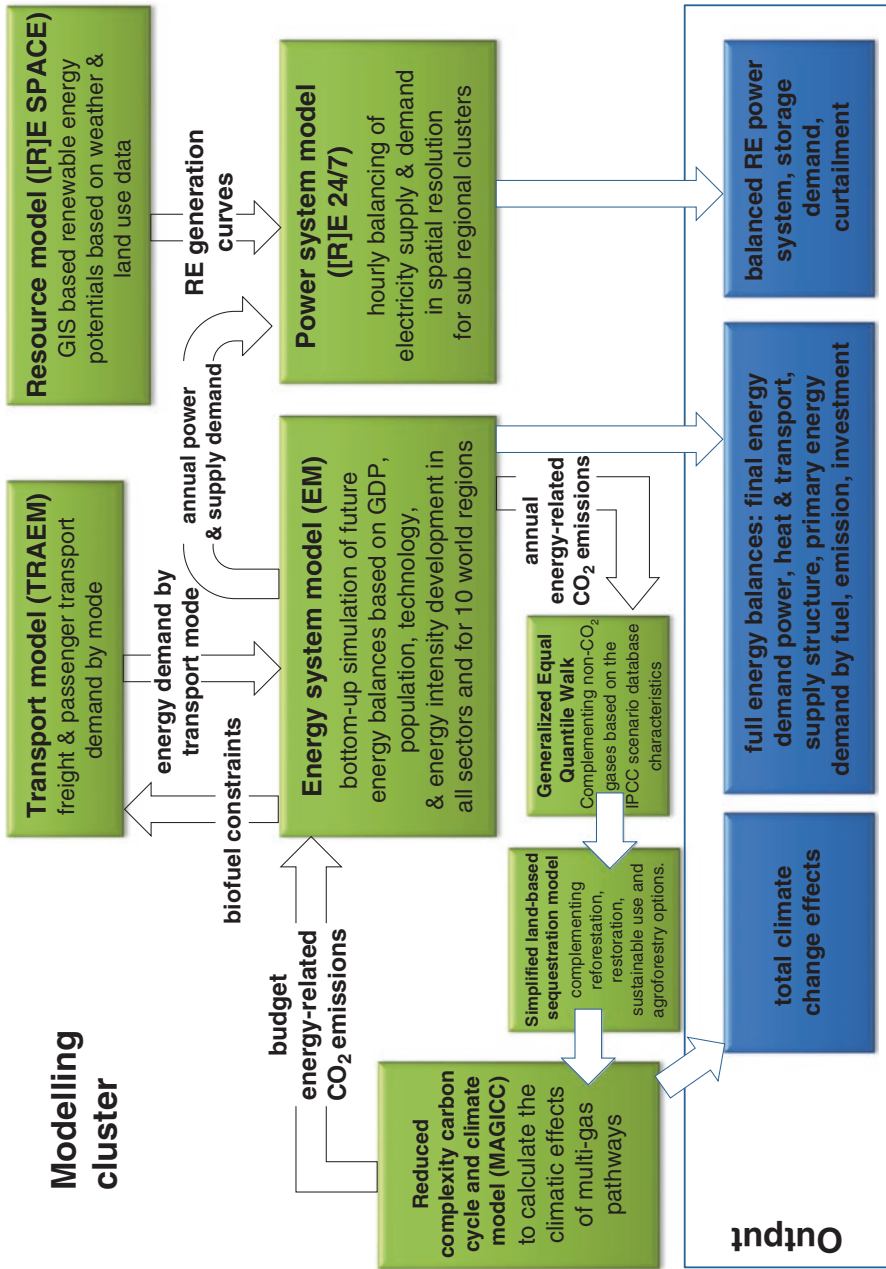 Modelling
cluster
Transport model (TRAEM)
freight & passenger transport
demand by mode
Resource model ([R]E SPACE)
GIS based renewable energy
potentials based on weather &
land use data
biofuel constraints
energy demand by
transport mode
annual power
& supply demand
RE generation
curves
budget
energy-related
CO₂ emissions
Energy system model (EM)
bottom-up simulation of future
energy balances based on GDP,
population, technology,
& energy intensity development in
all sectors and for 10 world regions
Power system model
([R]E 24/7)
hourly balancing of
electricity supply & demand
in spatial resolution
for sub regional clusters
Reduced
complexity carbon
cycle and climate
model (MAGICC)
to calculate the
climatic effects
of multi-gas
pathways
Simplified land-based
sequestration model
complementing
reforestation,
restoration,
sustainable use and
agroforestry options.
Generalized Equal
Quantile Walk
Complementing non-CO₂
gases based on the
IPCC scenario database
characteristics
annual
energy-related
CO₂ emissions
Output
total climate
change effects
full energy balances: final energy
demand power, heat & transport,
supply structure, primary energy
demand by fuel, emission, investment
balanced RE power
system, storage
demand,
curtailment